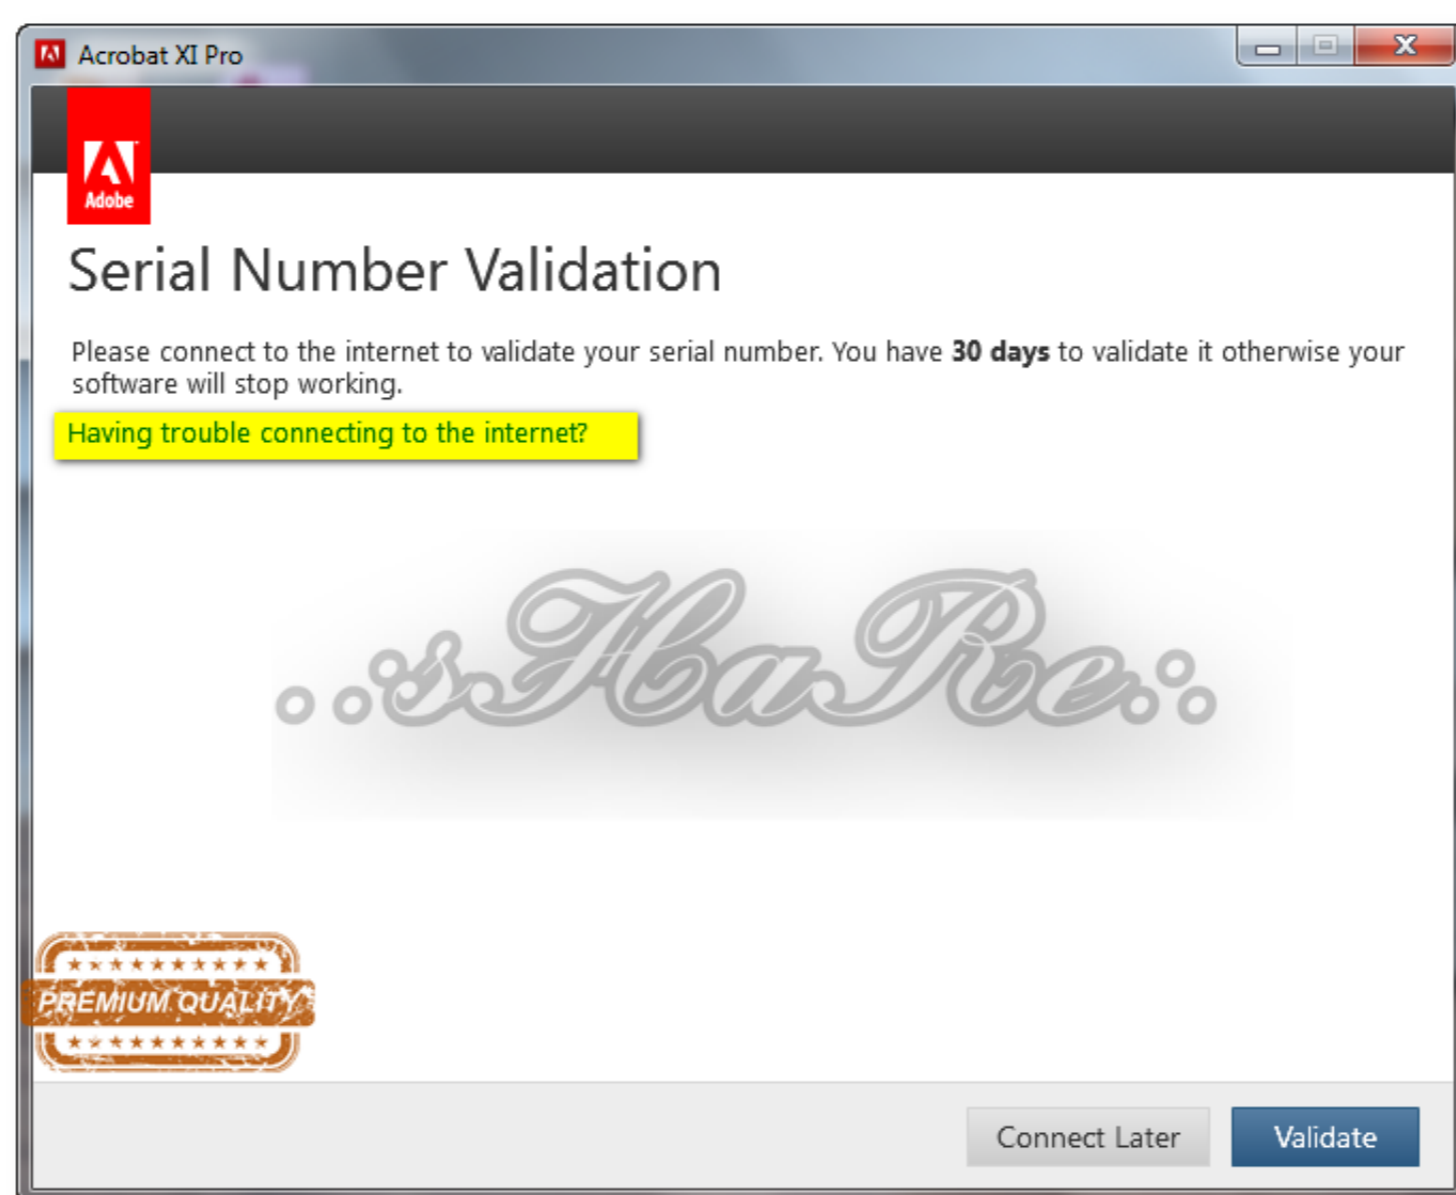 Acrobat XI Pro
Adobe
Serial Number Validation
Please connect to the internet to validate your serial number. You have 30 days to validate it otherwise your
software will stop working.
Having trouble connecting to the internet?
..sHaRe..
PREMIUM QUALITY
Connect Later
Validate